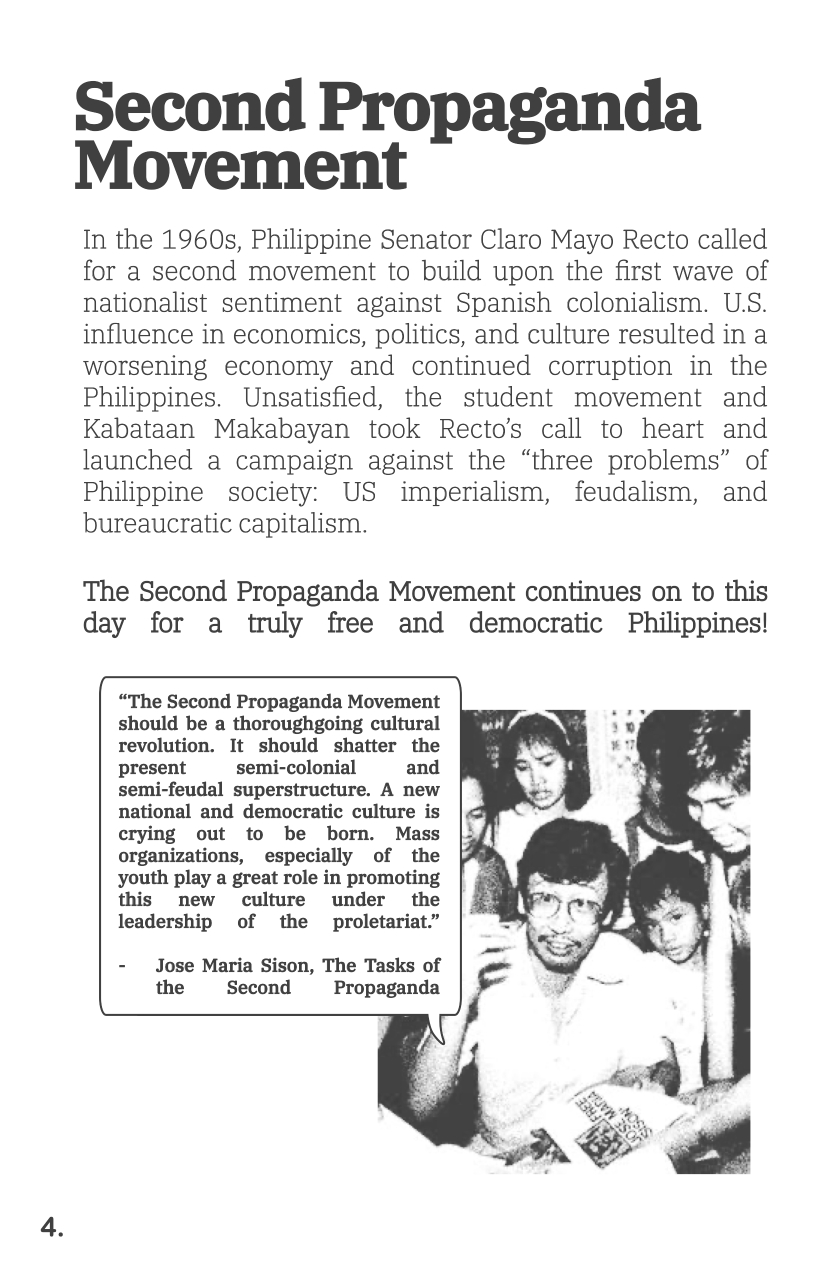 Second Propaganda
Movement
In the 1960s, Philippine Senator Claro Mayo Recto called
for a second movement to build upon the first wave of
nationalist sentiment against Spanish colonialism. U.S.
influence in economics, politics, and culture resulted in a
worsening economy and continued corruption in the
Philippines. Unsatisfied, the student movement and
Kabataan Makabayan took Recto’s call to heart and
launched a campaign against the “three problems” of
Philippine society: US imperialism, feudalism, and
bureaucratic capitalism.
The Second Propaganda Movement continues on to this
day for a truly free and democratic Philippines!
“The Second Propaganda Movement
should be a thoroughgoing cultural
revolution. It should shatter the
present semi-colonial and
semi-feudal superstructure. A new
national and democratic culture is
crying out to be born. Mass
organizations, especially of the
youth play a great role in promoting
this new culture under the
leadership of the proletariat.”
- Jose Maria Sison, The Tasks of
the Second Propaganda
9 10
16 17
FREE
JOSE MARIA
SISON
4.